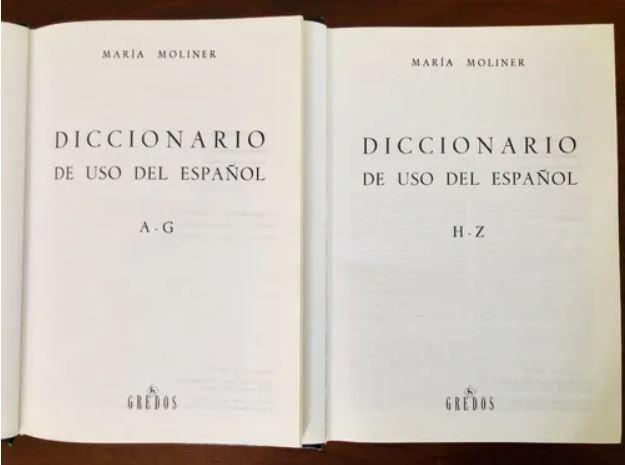 MARÍA MOLINER
DICCIONARIO
DE USO DEL ESPAÑOL
A-G
GREDOS
MARÍA MOLINER
DICCIONARIO
DE USO DEL ESPAÑOL
H-Z
GREDOS